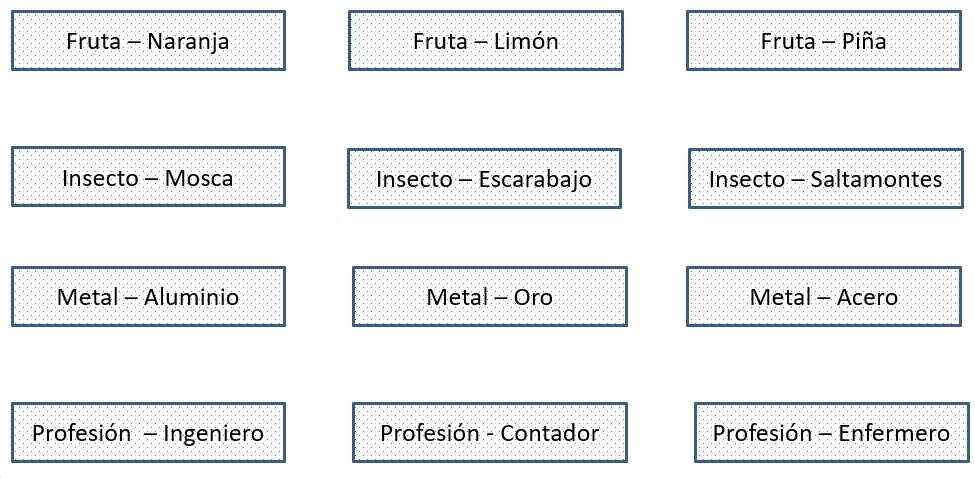 Fruta – Naranja
Fruta – Limón
Fruta – Piña
Insecto – Mosca
Insecto – Escarabajo
Insecto – Saltamontes
Metal – Aluminio
Metal – Oro
Metal – Acero
Profesión  – Ingeniero
Profesión - Contador
Profesión – Enfermero